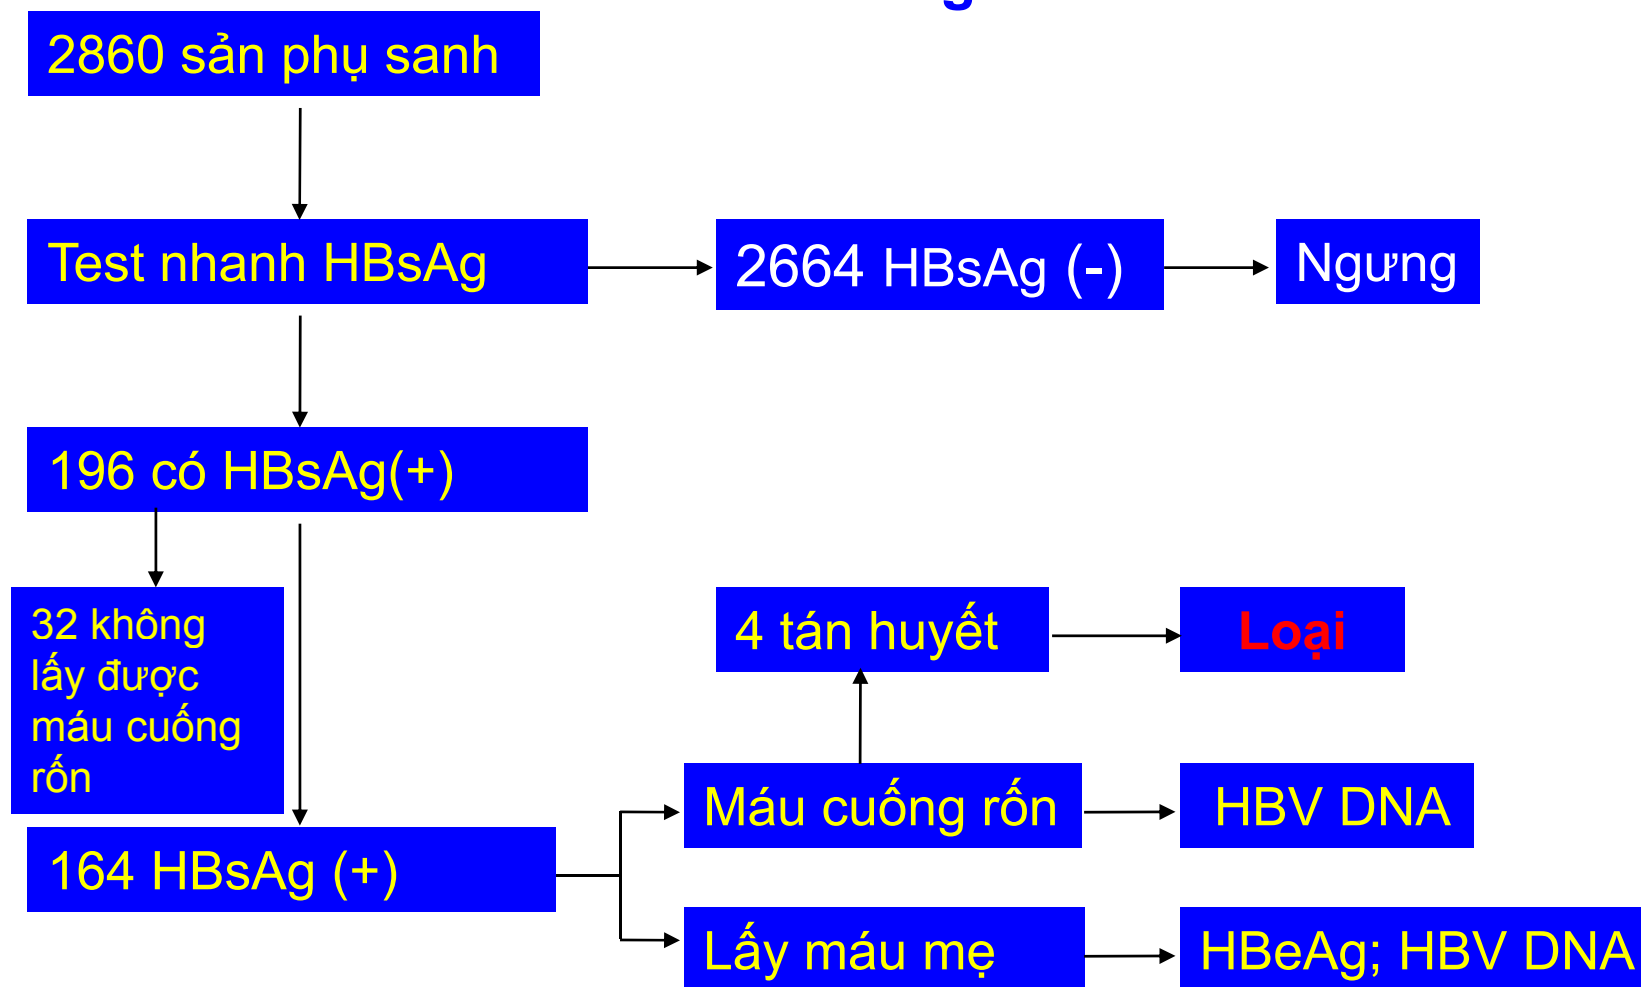 2860 sản phụ sanh
Test nhanh HBsAg
2664 HBsAg (-)
Ngưng
196 có HBsAg(+)
32 không
lấy được
máu cuống
rốn
4 tán huyết
Loại
Máu cuống rốn
HBV DNA
164 HBsAg (+)
Lấy máu mẹ
HBeAg; HBV DNA